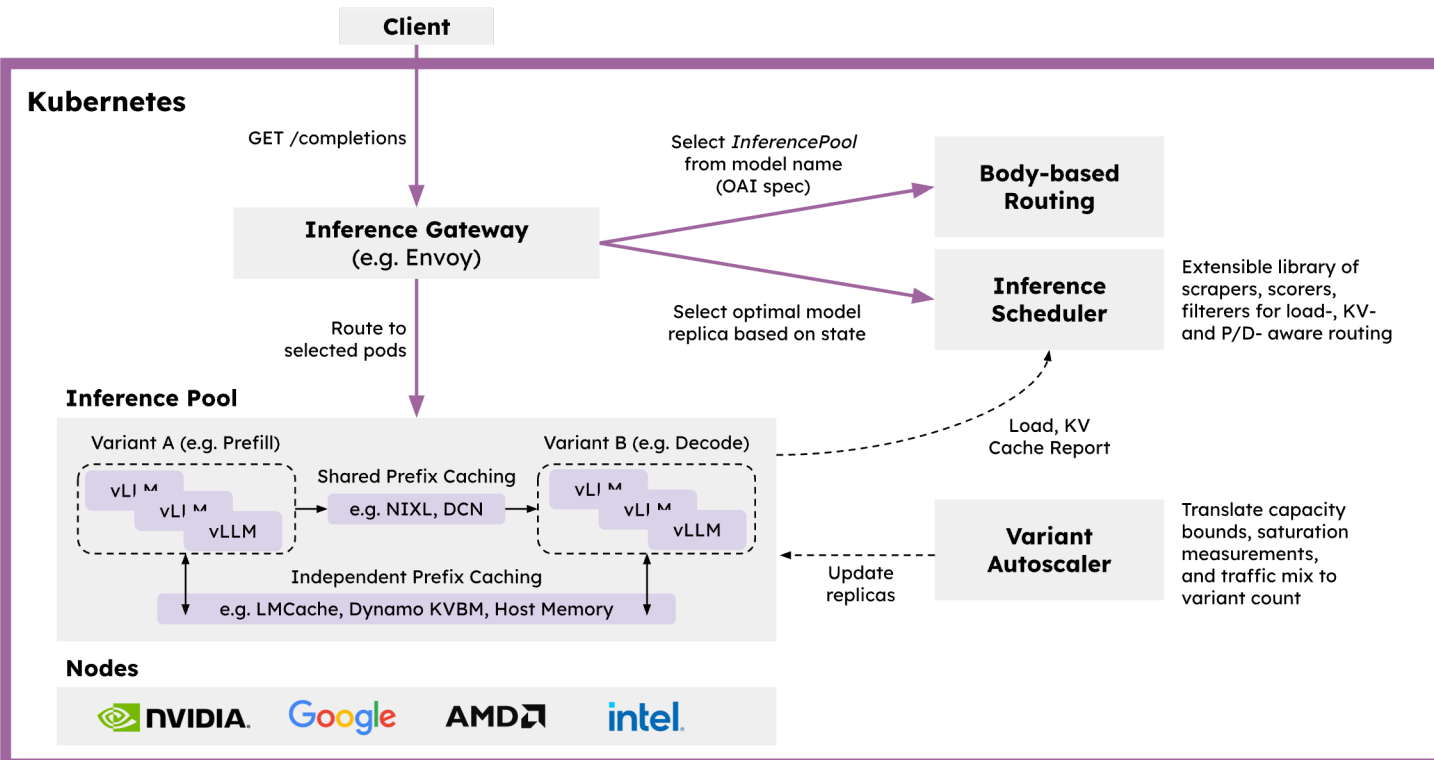 Client
Kubernetes
GET /completions
Select InferencePool
from model name
(OAI spec)
Body-based
Routing
Inference Gateway
(e.g. Envoy)
Inference
Scheduler
Extensible library of
scrapers, scorers,
filterers for load-, KV-
and P/D- aware routing
Select optimal model
replica based on state
Route to
selected pods
Inference Pool
Variant A (e.g. Prefill)
vLLM
vLLM
vLLM
Shared Prefix Caching
e.g. NIXL, DCN
Variant B (e.g. Decode)
vLLM
vLLM
vLLM
Independent Prefix Caching
e.g. LMCache, Dynamo KVBM, Host Memory
Load, KV
Cache Report
Variant
Autoscaler
Update
replicas
Translate capacity
bounds, saturation
measurements,
and traffic mix to
variant count
Nodes
NVIDIA.
Google
AMD
intel.